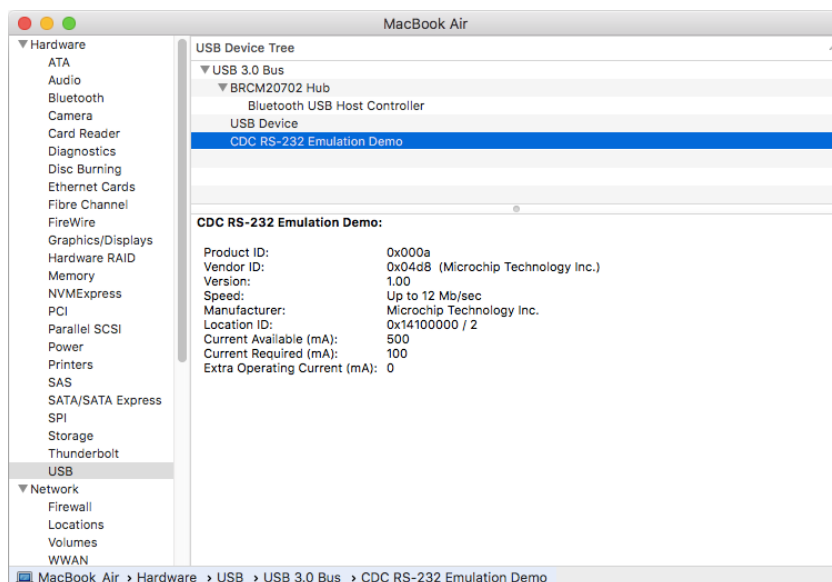 MacBook Air
Hardware
ATA
Audio
Bluetooth
Camera
Card Reader
Diagnostics
Disc Burning
Ethernet Cards
Fibre Channel
FireWire
Graphics/Displays
Hardware RAID
Memory
NVMExpress
PCI
Parallel SCSI
Power
Printers
SAS
SATA/SATA Express
SPI
Storage
Thunderbolt
USB
Network
Firewall
Locations
Volumes
WWAN
USB Device Tree
USB 3.0 Bus
BRCM20702 Hub
Bluetooth USB Host Controller
USB Device
CDC RS-232 Emulation Demo
CDC RS-232 Emulation Demo:
Product ID: 0x000a
Vendor ID: 0x04d8 (Microchip Technology Inc.)
Version: 1.00
Speed: Up to 12 Mb/sec
Manufacturer: Microchip Technology Inc.
Location ID: 0x14100000 / 2
Current Available (mA): 500
Current Required (mA): 100
Extra Operating Current (mA): 0
MacBook Air › Hardware › USB › USB 3.0 Bus › CDC RS-232 Emulation Demo